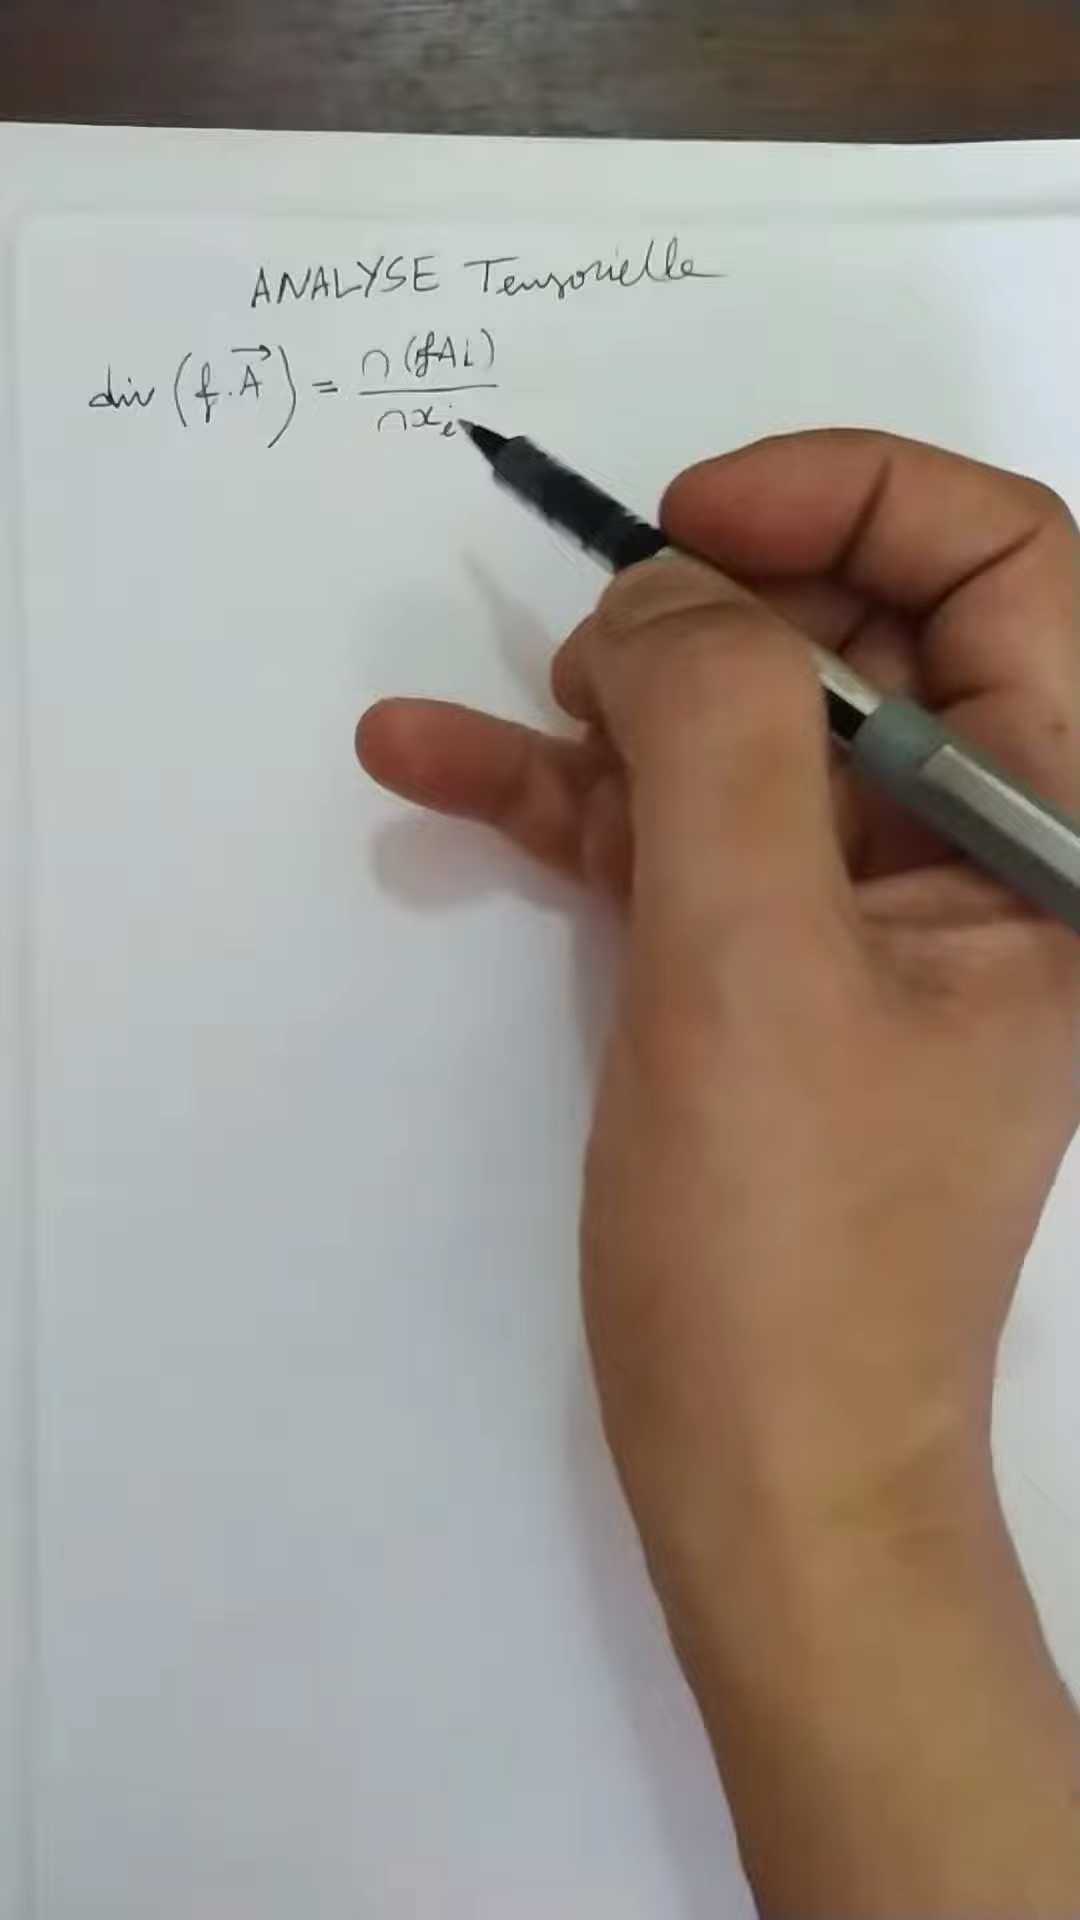 ANALYSE Tensorielle
div (f.A⃗) = ∂(fAi) / ∂xi